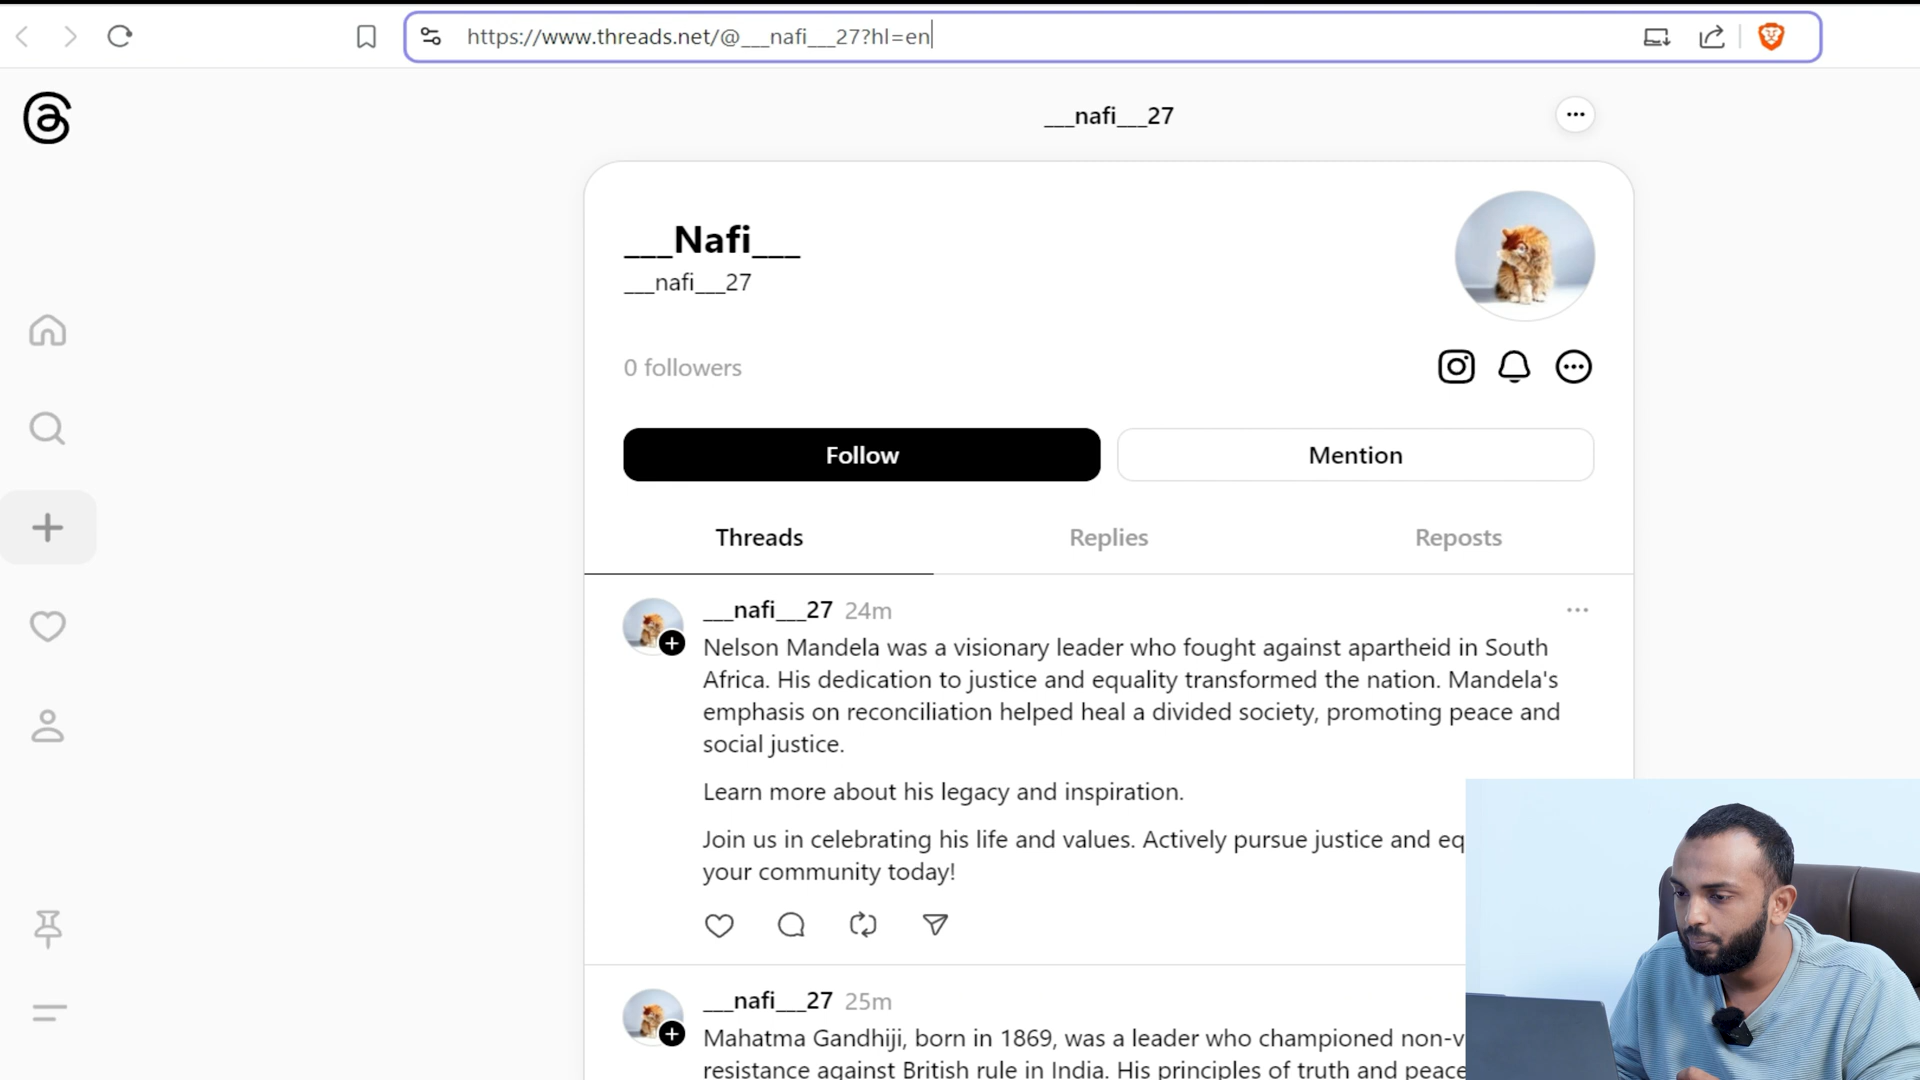 https://www.threads.net/@___nafi___27?hl=en
___nafi___27
___Nafi___
___nafi___27
0 followers
Follow
Mention
Threads
Replies
Reposts
___nafi___27 24m
Nelson Mandela was a visionary leader who fought against apartheid in South
Africa. His dedication to justice and equality transformed the nation. Mandela's
emphasis on reconciliation helped heal a divided society, promoting peace and
social justice.
Learn more about his legacy and inspiration.
Join us in celebrating his life and values. Actively pursue justice and eq
your community today!
___nafi___27 25m
Mahatma Gandhiji, born in 1869, was a leader who championed non-v
resistance against British rule in India. His principles of truth and peace